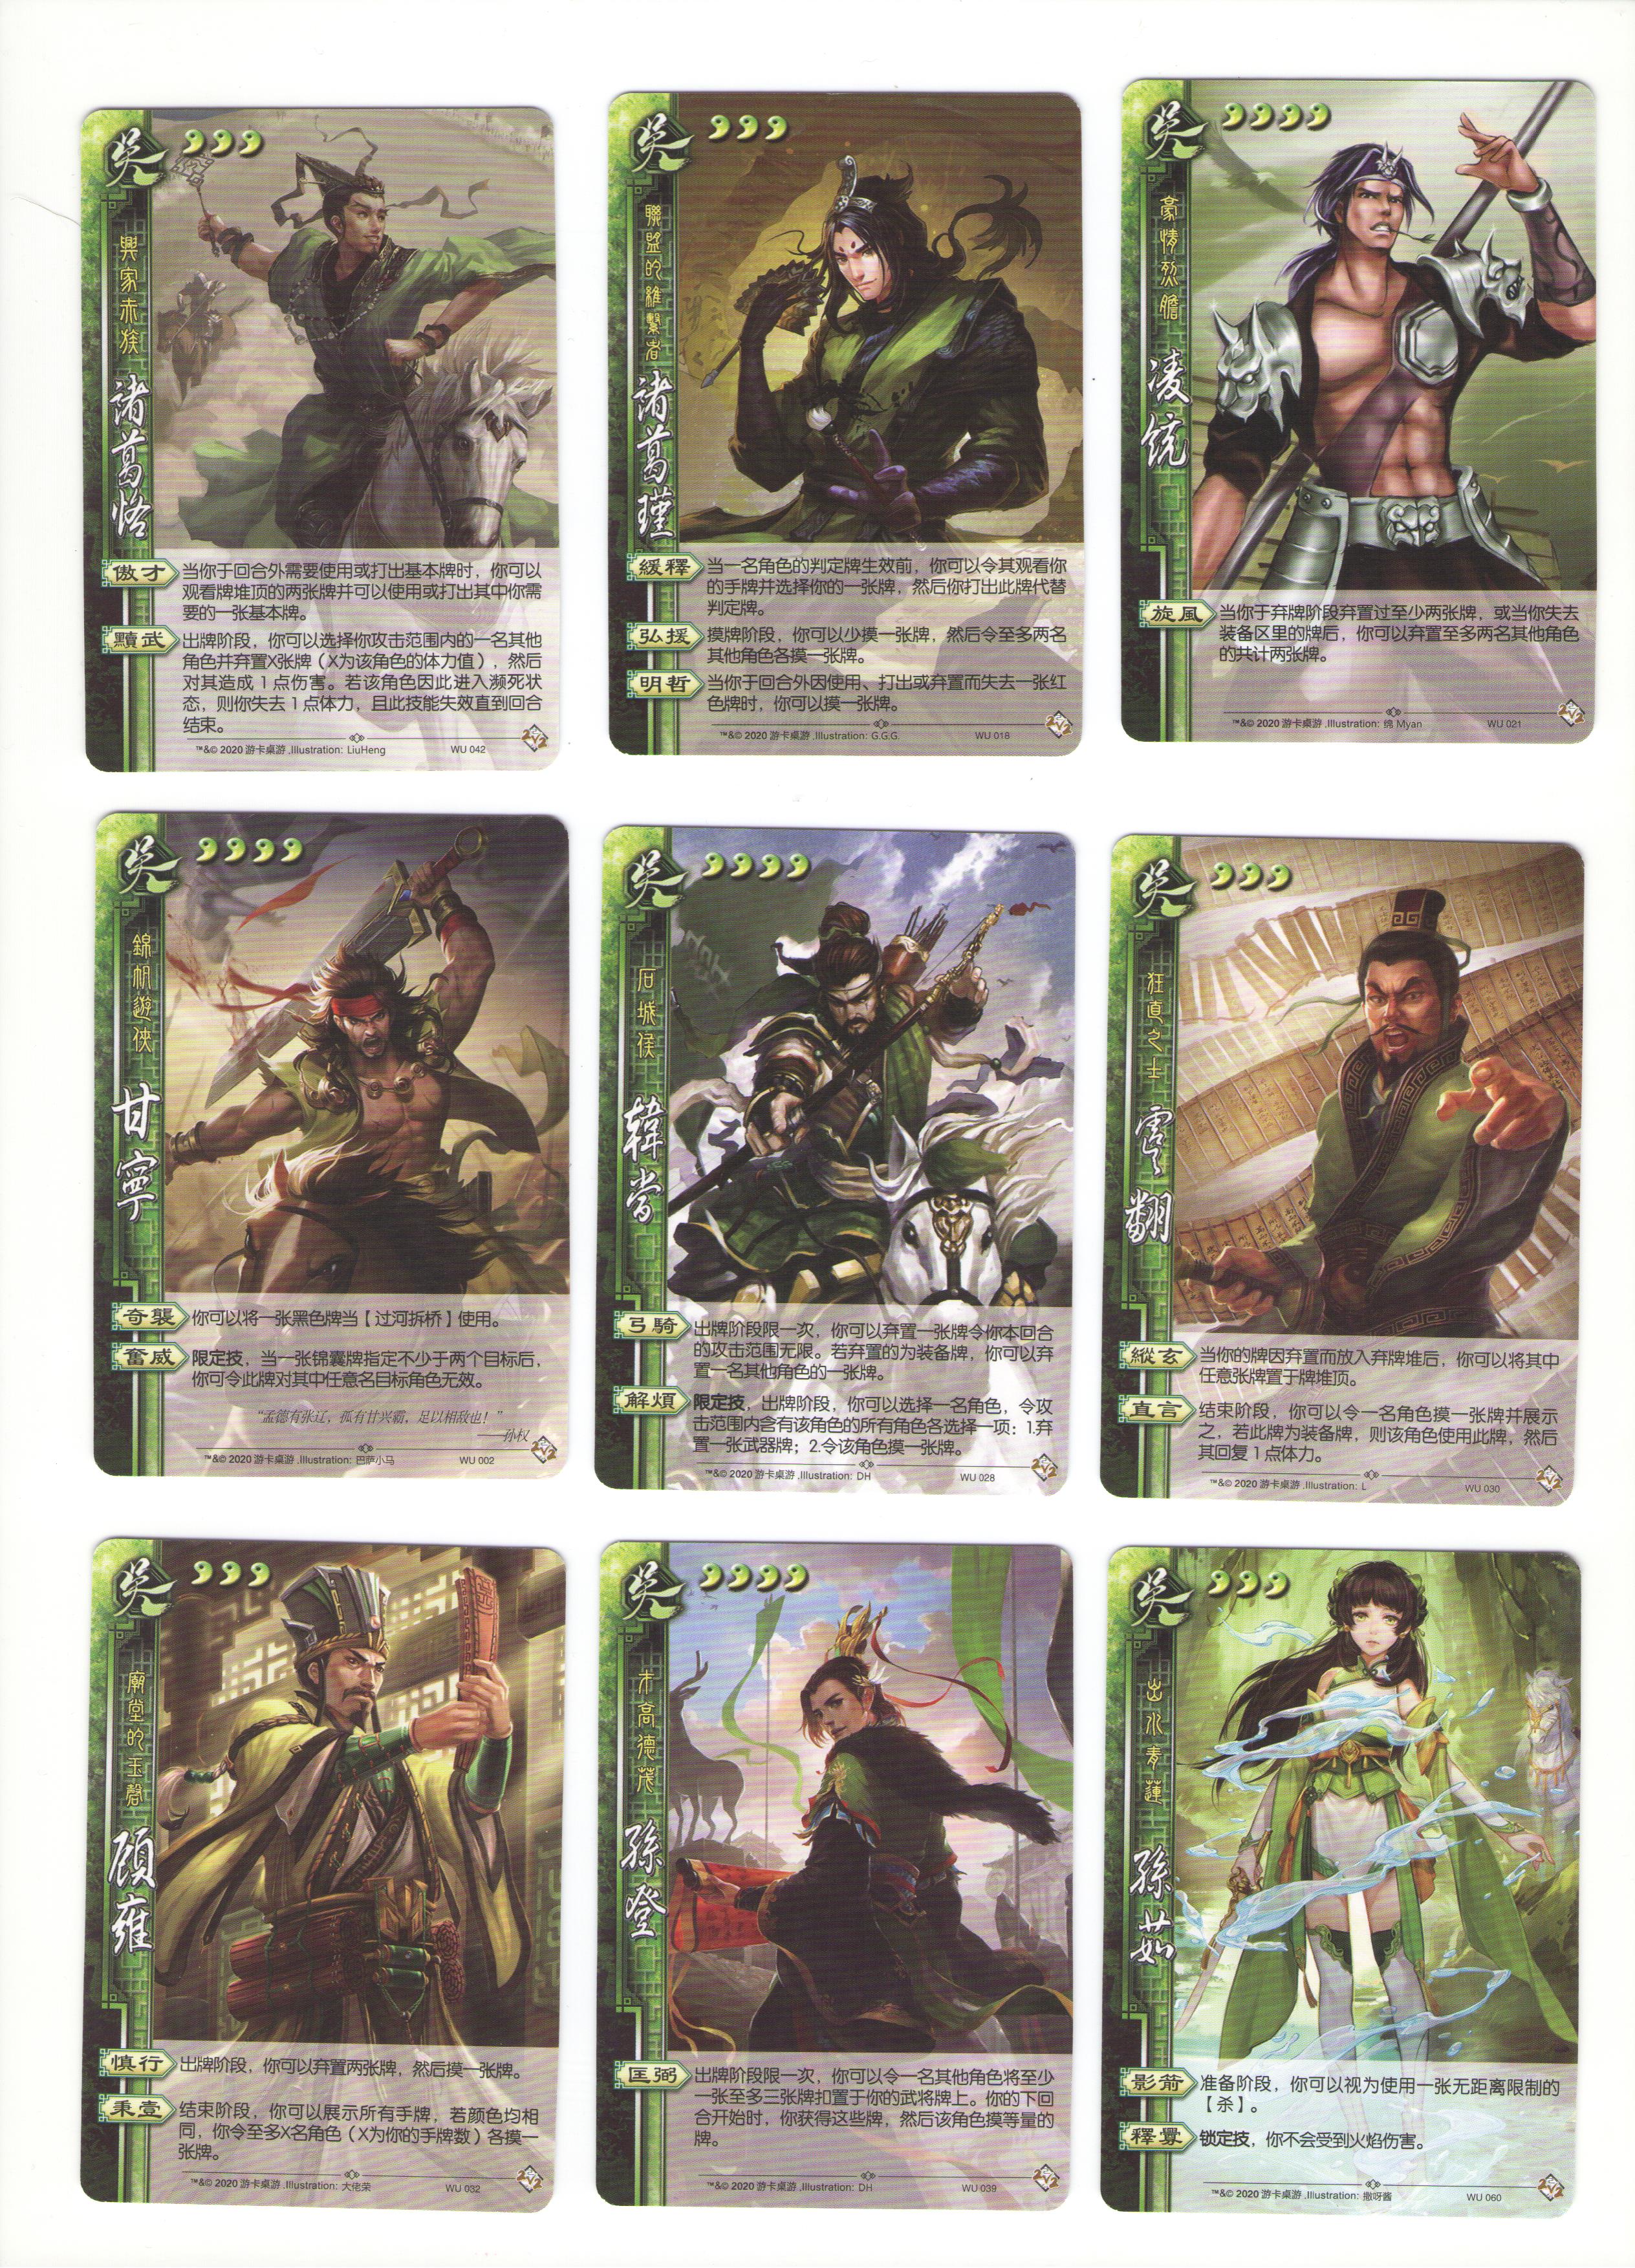 吴
興家赤族
諸葛恪
傲才
当你于回合外需要使用或打出基本牌时，你可以
观看牌堆顶的两张牌并可以使用或打出其中你需
要的一张基本牌。
黷武
出牌阶段，你可以选择你攻击范围内的一名其他
角色并弃置X张牌（X为该角色的体力值），然后
对其造成1点伤害。若该角色因此进入濒死状
态，则你失去1点体力，且此技能失效直到回合
结束。
™&© 2020 游卡桌游 .Illustration: LiuHeng
WU 042
吴
聯盟的維繫者
諸葛瑾
緩釋
当一名角色的判定牌生效前，你可以令其观看你
的手牌并选择你的一张牌，然后你打出此牌代替
判定牌。
弘援
摸牌阶段，你可以少摸一张牌，然后令至多两名
其他角色各摸一张牌。
明哲
当你于回合外因使用、打出或弃置而失去一张红
色牌时，你可以摸一张牌。
™&© 2020 游卡桌游 .Illustration: G.G.G.
WU 018
吴
豪情烈膽
凌統
旋風
当你于弃牌阶段弃置过至少两张牌，或当你失去
装备区里的牌后，你可以弃置至多两名其他角色
的共计两张牌。
™&© 2020 游卡桌游 .Illustration: 绵 Myan
WU 021
吴
錦帆遊俠
甘寧
奇襲
你可以将一张黑色牌当【过河拆桥】使用。
奮威
限定技，当一张锦囊牌指定不少于两个目标后，
你可令此牌对其中任意名目标角色无效。
“孟德有张辽，孤有甘兴霸，足以相敌也！”
——孙权
™&© 2020 游卡桌游 .Illustration: 巴萨小马
WU 002
吴
石城侯
韓當
弓騎
出牌阶段限一次，你可以弃置一张牌令你本回合
的攻击范围无限。若弃置的为装备牌，你可以弃
置一名其他角色的一张牌。
解煩
限定技，出牌阶段，你可以选择一名角色，令攻
击范围内含有该角色的所有角色各选择一项：1.弃
置一张武器牌；2.令该角色摸一张牌。
™&© 2020 游卡桌游 .Illustration: DH
WU 028
吴
狂直之士
虞翻
縱玄
当你的牌因弃置而放入弃牌堆后，你可以将其中
任意张牌置于牌堆顶。
直言
结束阶段，你可以令一名角色摸一张牌并展示
之，若此牌为装备牌，则该角色使用此牌，然后
其回复1点体力。
™&© 2020 游卡桌游 .Illustration: L
WU 030
吴
廟堂的玉磬
顧雍
慎行
出牌阶段，你可以弃置两张牌，然后摸一张牌。
秉壹
结束阶段，你可以展示所有手牌，若颜色均相
同，你令至多X名角色（X为你的手牌数）各摸一
张牌。
™&© 2020 游卡桌游 .Illustration: 大佬荣
WU 032
吴
才高德茂
孫登
匡弼
出牌阶段限一次，你可以令一名其他角色将至少
一张至多三张牌扣置于你的武将牌上。你的下回
合开始时，你获得这些牌，然后该角色摸等量的
牌。
™&© 2020 游卡桌游 .Illustration: DH
WU 039
吴
出水青蓮
孫茹
影箭
准备阶段，你可以视为使用一张无距离限制的
【杀】。
釋釁
锁定技，你不会受到火焰伤害。
™&© 2020 游卡桌游 .Illustration: 撒呀酱
WU 060